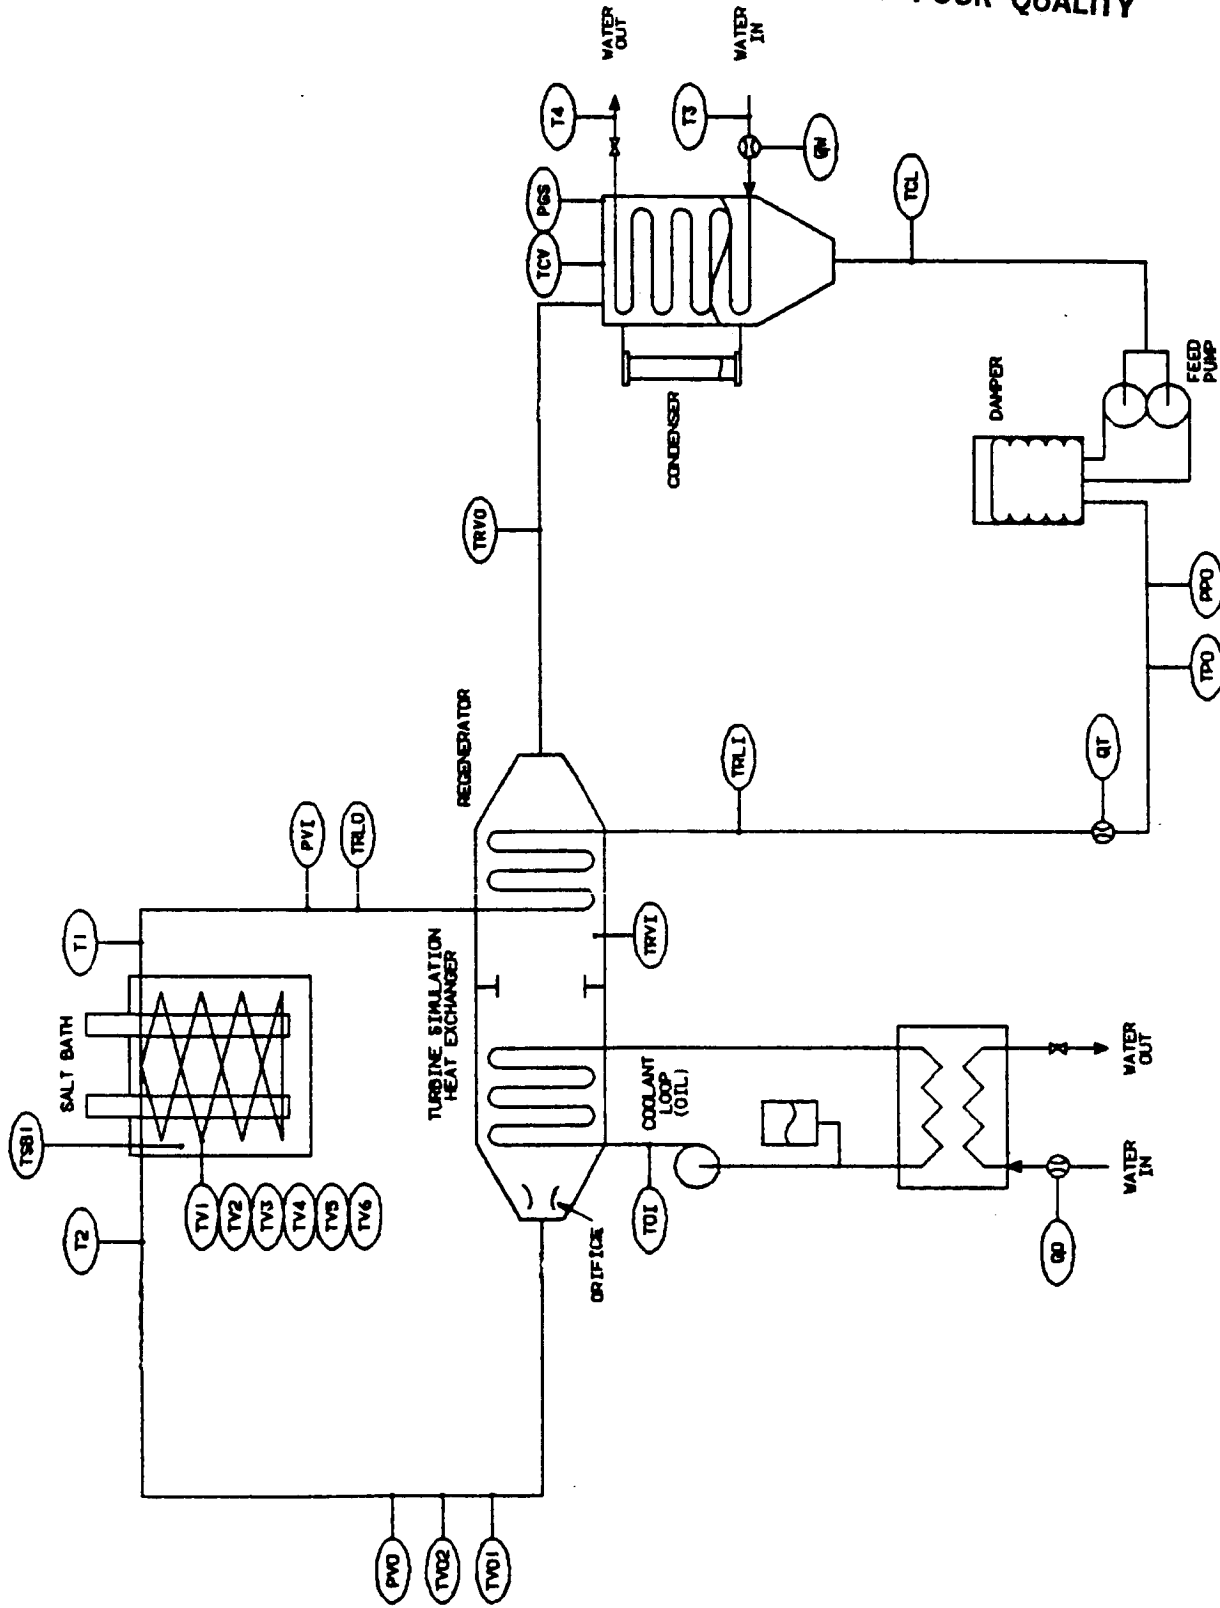 POOR QUALITY
WATER
OUT
WATER
IN
T4
T3
QW
PGS
TCV
TCL
CONDENSER
DAMPER
FEED
PUMP
TRVO
PPO
TPO
REGENERATOR
TRLI
QT
PVI
TRLO
T1
TRVI
TURBINE SIMULATION
HEAT EXCHANGER
SALT BATH
TSB1
T2
TV1
TV2
TV3
TV4
TV5
TV6
COOLANT
LOOP
(OIL)
TOI
ORIFICE
WATER
OUT
WATER
IN
QO
PVO
TVO2
TVO1